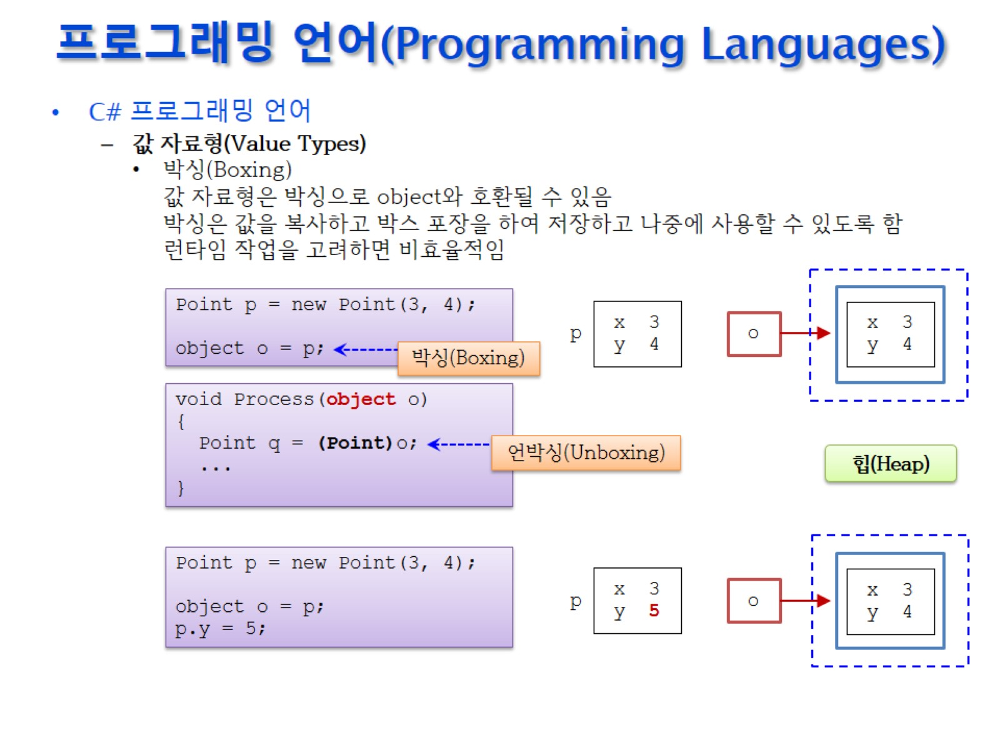 프로그래밍 언어(Programming Languages)
• C# 프로그래밍 언어
– 값 자료형(Value Types)
• 박싱(Boxing)
값 자료형은 박싱으로 object와 호환될 수 있음
박싱은 값을 복사하고 박스 포장을 하여 저장하고 나중에 사용할 수 있도록 함
런타임 작업을 고려하면 비효율적임
Point p = new Point(3, 4);
object o = p;
박싱(Boxing)
p
x 3
y 4
o
x 3
y 4
void Process(object o)
{
Point q = (Point)o;
...
}
언박싱(Unboxing)
힙(Heap)
Point p = new Point(3, 4);
object o = p;
p.y = 5;
p
x 3
y 5
o
x 3
y 4